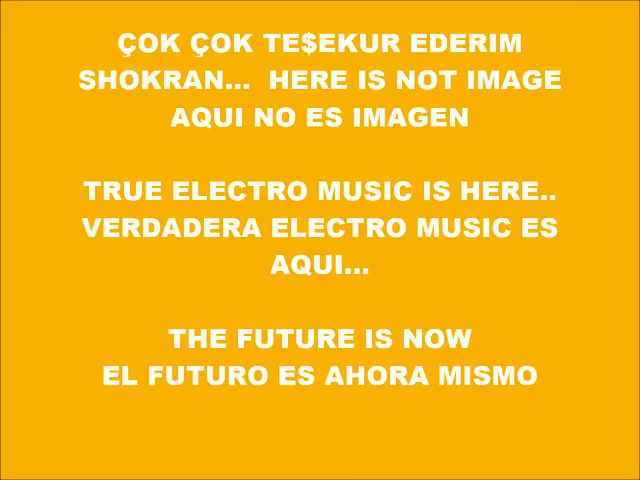 ÇOK ÇOK TE$EKUR EDERIM
SHOKRAN...  HERE IS NOT IMAGE
AQUI NO ES IMAGEN
TRUE ELECTRO MUSIC IS HERE..
VERDADERA ELECTRO MUSIC ES
AQUI...
THE FUTURE IS NOW
EL FUTURO ES AHORA MISMO